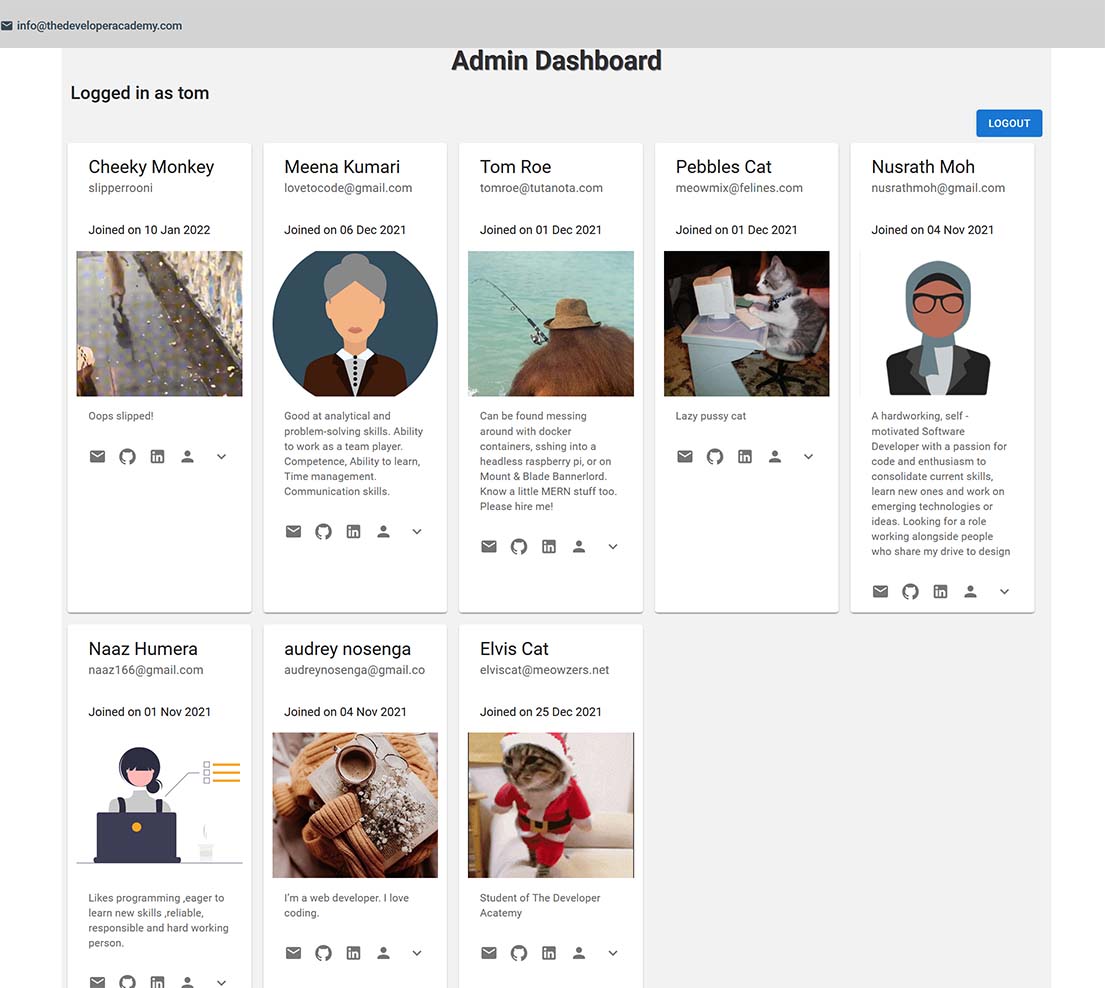 info@thedeveloperacademy.com
Admin Dashboard
Logged in as tom
LOGOUT
Cheeky Monkey
slipperrooni
Joined on 10 Jan 2022
Oops slipped!
Meena Kumari
lovetocode@gmail.com
Joined on 06 Dec 2021
Good at analytical and
problem-solving skills. Ability
to work as a team player.
Competence, Ability to learn,
Time management.
Communication skills.
Tom Roe
tomroe@tutanota.com
Joined on 01 Dec 2021
Can be found messing
around with docker
containers, sshing into a
headless raspberry pi, or on
Mount & Blade Bannerlord.
Know a little MERN stuff too.
Please hire me!
Pebbles Cat
meowmix@felines.com
Joined on 01 Dec 2021
Lazy pussy cat
Nusrath Moh
nusrathmoh@gmail.com
Joined on 04 Nov 2021
A hardworking, self -
motivated Software
Developer with a passion for
code and enthusiasm to
consolidate current skills,
learn new ones and work on
emerging technologies or
ideas. Looking for a role
working alongside people
who share my drive to design
Naaz Humera
naaz166@gmail.com
Joined on 01 Nov 2021
Likes programming ,eager to
learn new skills ,reliable,
responsible and hard working
person.
audrey nosenga
audreynosenga@gmail.co
Joined on 04 Nov 2021
I'm a web developer. I love
coding.
Elvis Cat
elviscat@meowzers.net
Joined on 25 Dec 2021
Student of The Developer
Acatemy